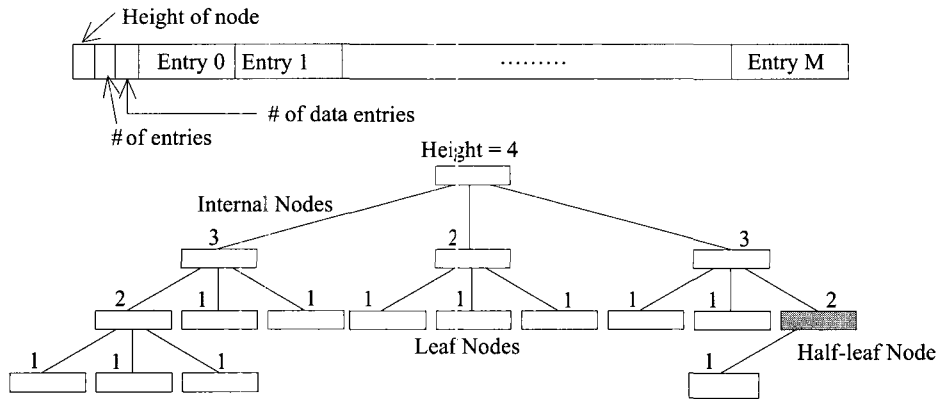 Height of node
Entry 0 Entry 1 ......... Entry M
# of data entries
# of entries
Height = 4
Internal Nodes
3 2 3
2 1 1 1 1 1 1 1 2
Leaf Nodes
Half-leaf Node
1 1 1 1